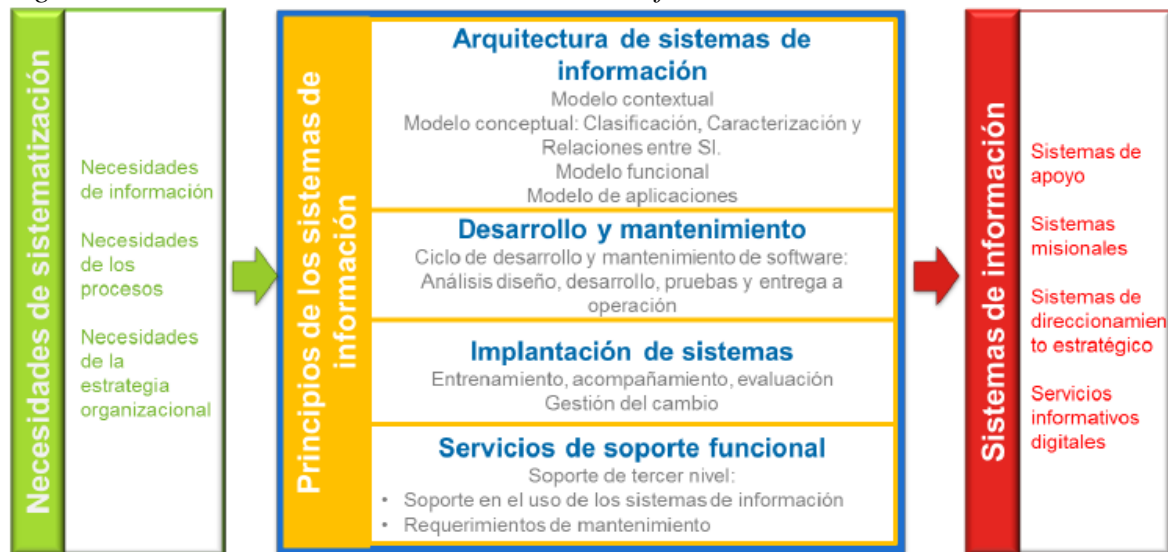 Necesidades de sistematización
Necesidades
de información
Necesidades
de los
procesos
Necesidades
de la
estrategia
organizacional
Principios de los sistemas de
información
Arquitectura de sistemas de
información
Modelo contextual
Modelo conceptual: Clasificación, Caracterización y
Relaciones entre SI.
Modelo funcional
Modelo de aplicaciones
Desarrollo y mantenimiento
Ciclo de desarrollo y mantenimiento de software:
Análisis diseño, desarrollo, pruebas y entrega a
operación
Implantación de sistemas
Entrenamiento, acompañamiento, evaluación
Gestión del cambio
Servicios de soporte funcional
Soporte de tercer nivel:
• Soporte en el uso de los sistemas de información
• Requerimientos de mantenimiento
Sistemas de información
Sistemas de
apoyo
Sistemas
misionales
Sistemas de
direccionamien
to estratégico
Servicios
informativos
digitales